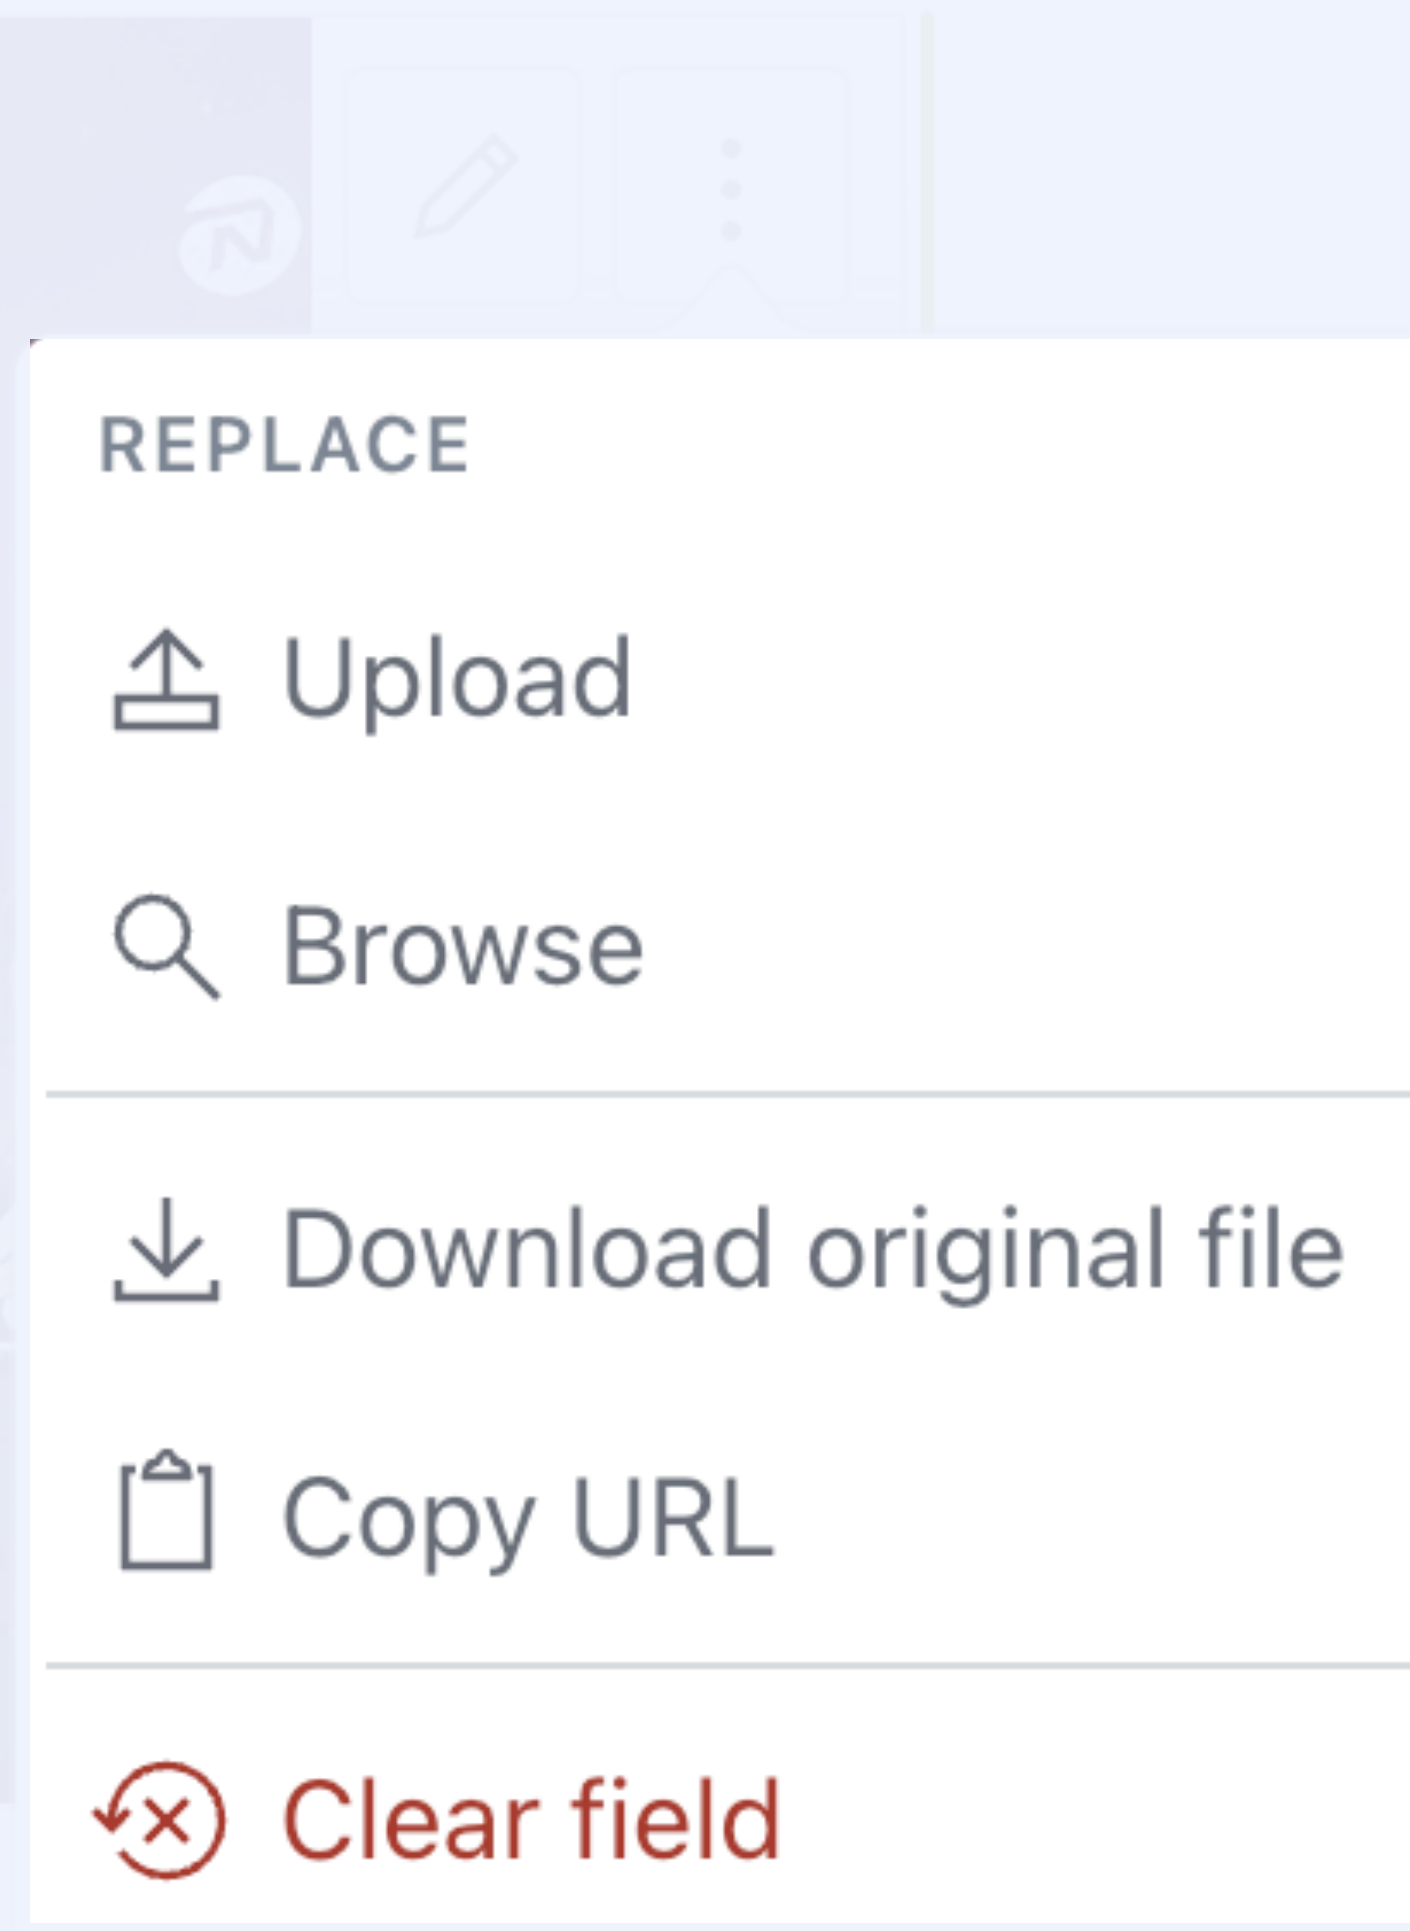 REPLACE
Upload
Browse
Download original file
Copy URL
Clear field